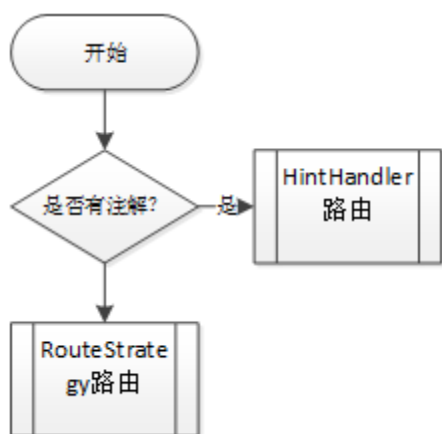 开始
是否有注解?
是
HintHandler
路由
RouteStrate
gy路由